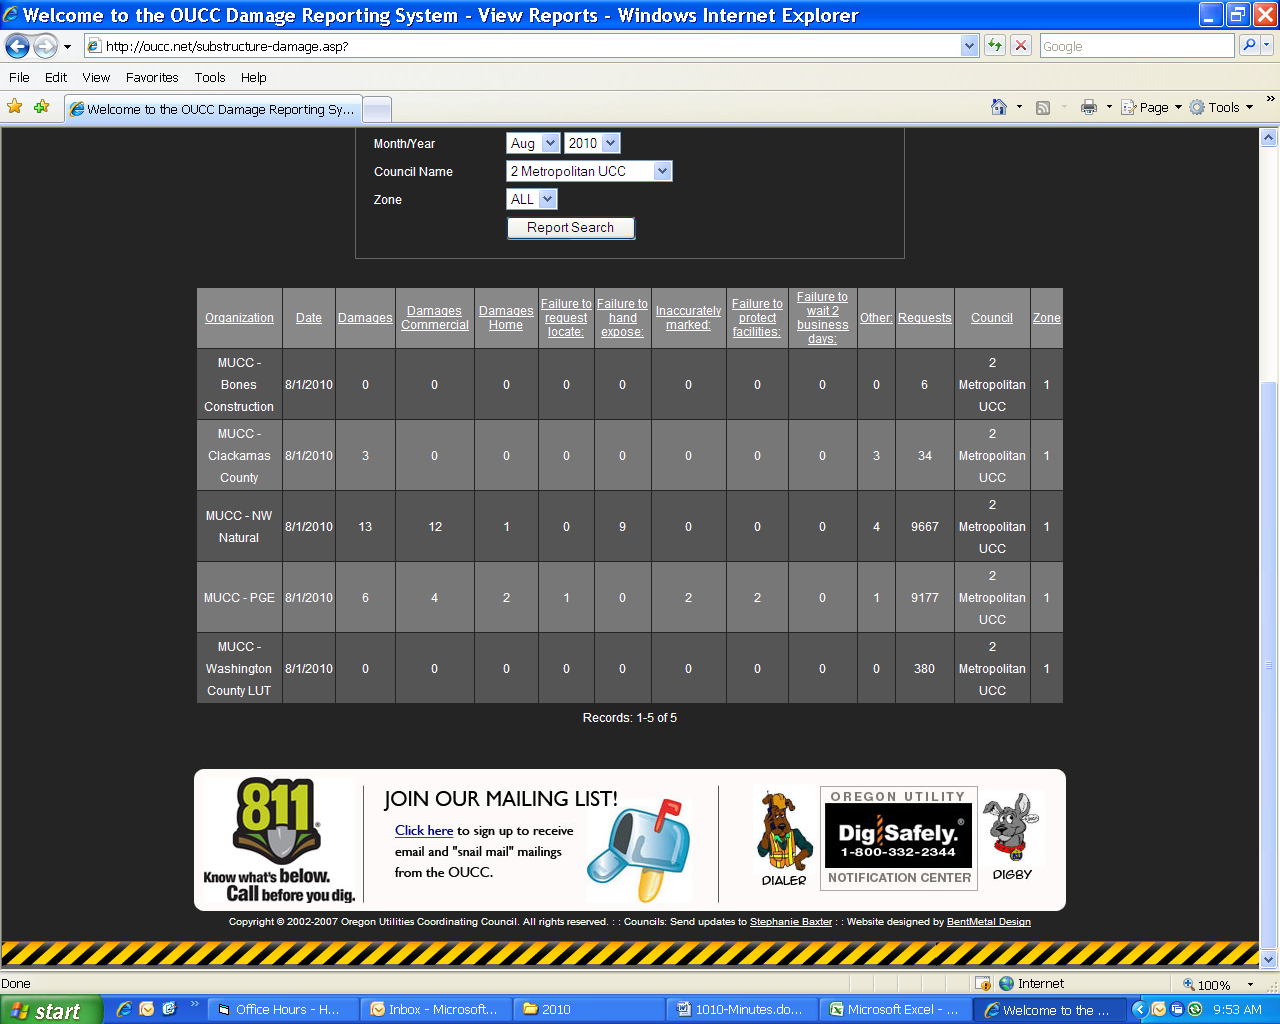 Welcome to the OUCC Damage Reporting System - View Reports - Windows Internet Explorer
http://oucc.net/substructure-damage.asp?
Google
File Edit View Favorites Tools Help
Welcome to the OUCC Damage Reporting Sy...
Page Tools
Month/Year Aug 2010
Council Name 2 Metropolitan UCC
Zone ALL
Report Search
Organization Date Damages Damages Commercial Damages Home Failure to request locate: Failure to hand expose: Inaccurately marked: Failure to protect facilities: Failure to wait 2 business days: Other: Requests Council Zone
MUCC - Bones Construction 8/1/2010 0 0 0 0 0 0 0 0 0 6 2 Metropolitan UCC 1
MUCC - Clackamas County 8/1/2010 3 0 0 0 0 0 0 0 3 34 2 Metropolitan UCC 1
MUCC - NW Natural 8/1/2010 13 12 1 0 9 0 0 0 4 9667 2 Metropolitan UCC 1
MUCC - PGE 8/1/2010 6 4 2 1 0 2 2 0 1 9177 2 Metropolitan UCC 1
MUCC - Washington County LUT 8/1/2010 0 0 0 0 0 0 0 0 0 380 2 Metropolitan UCC 1
Records: 1-5 of 5
811
Know what's below.
Call before you dig.
JOIN OUR MAILING LIST!
Click here to sign up to receive
email and "snail mail" mailings
from the OUCC.
DIALER
OREGON UTILITY
Dig Safely.®
1-800-332-2344
NOTIFICATION CENTER
DIGBY
Copyright © 2002-2007 Oregon Utilities Coordinating Council. All rights reserved. : : Councils: Send updates to Stephanie Baxter : : Website designed by BentMetal Design
Done Internet 100%
start Office Hours - H... Inbox - Microsoft... 2010 1010-Minutes.do... Microsoft Excel - ... Welcome to the ... 9:53 AM